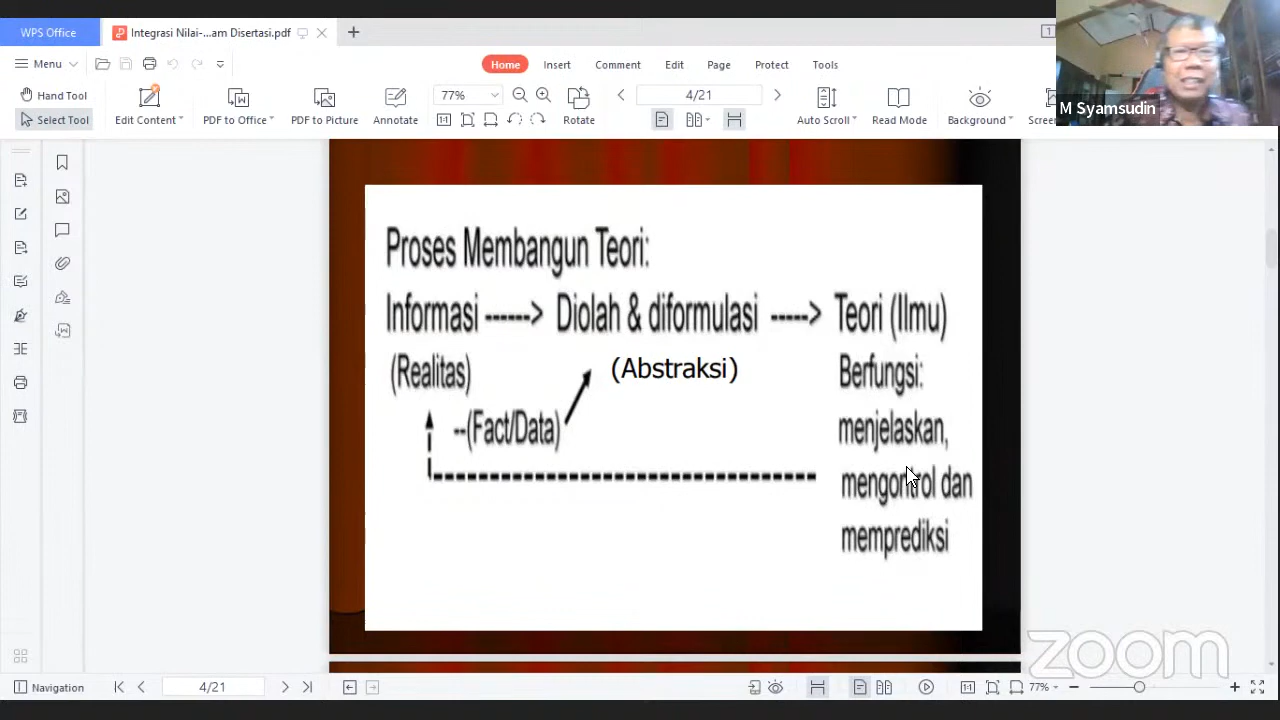 WPS Office
Integrasi Nilai-...am Disertasi.pdf
Menu
Home
Insert
Comment
Edit
Page
Protect
Tools
Hand Tool
Select Tool
Edit Content
PDF to Office
PDF to Picture
Annotate
77%
Rotate
4/21
Auto Scroll
Read Mode
Background
M Syamsudin
Proses Membangun Teori:
Informasi ------> Diolah & diformulasi -----> Teori (Ilmu)
(Realitas) (Abstraksi) Berfungsi:
--(Fact/Data) menjelaskan,
mengontrol dan
memprediksi
zoom
Navigation
4/21
77%